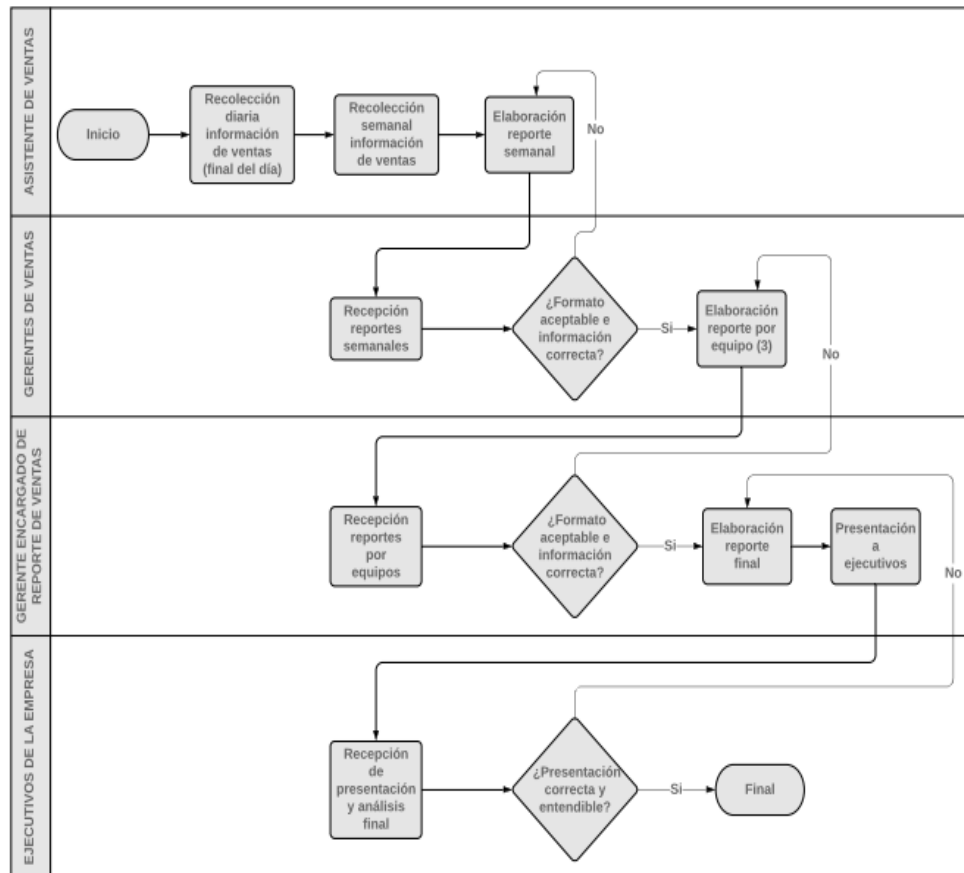 ASISTENTE DE VENTAS
Inicio
Recolección
diaria
información
de ventas
(final del día)
Recolección
semanal
información
de ventas
Elaboración
reporte
semanal
No
GERENTES DE VENTAS
Recepción
reportes
semanales
¿Formato
aceptable e
información
correcta?
Si
Elaboración
reporte por
equipo (3)
No
GERENTE ENCARGADO DE
REPORTE DE VENTAS
Recepción
reportes
por
equipos
¿Formato
aceptable e
información
correcta?
Si
Elaboración
reporte
final
Presentación
a
ejecutivos
No
EJECUTIVOS DE LA EMPRESA
Recepción
de
presentación
y análisis
final
¿Presentación
correcta y
entendible?
Si
Final